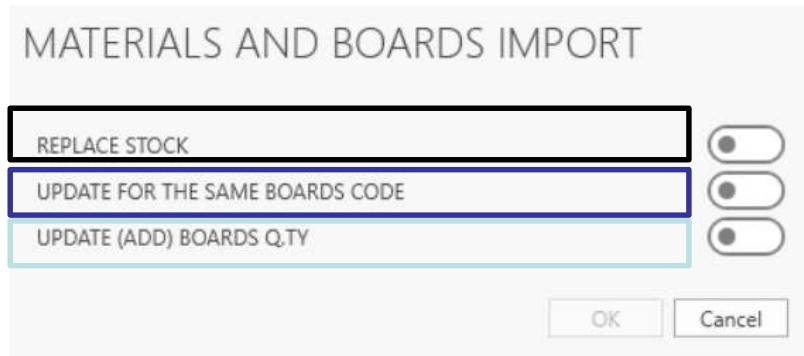 MATERIALS AND BOARDS IMPORT
REPLACE STOCK
UPDATE FOR THE SAME BOARDS CODE
UPDATE (ADD) BOARDS Q.TY
OK Cancel